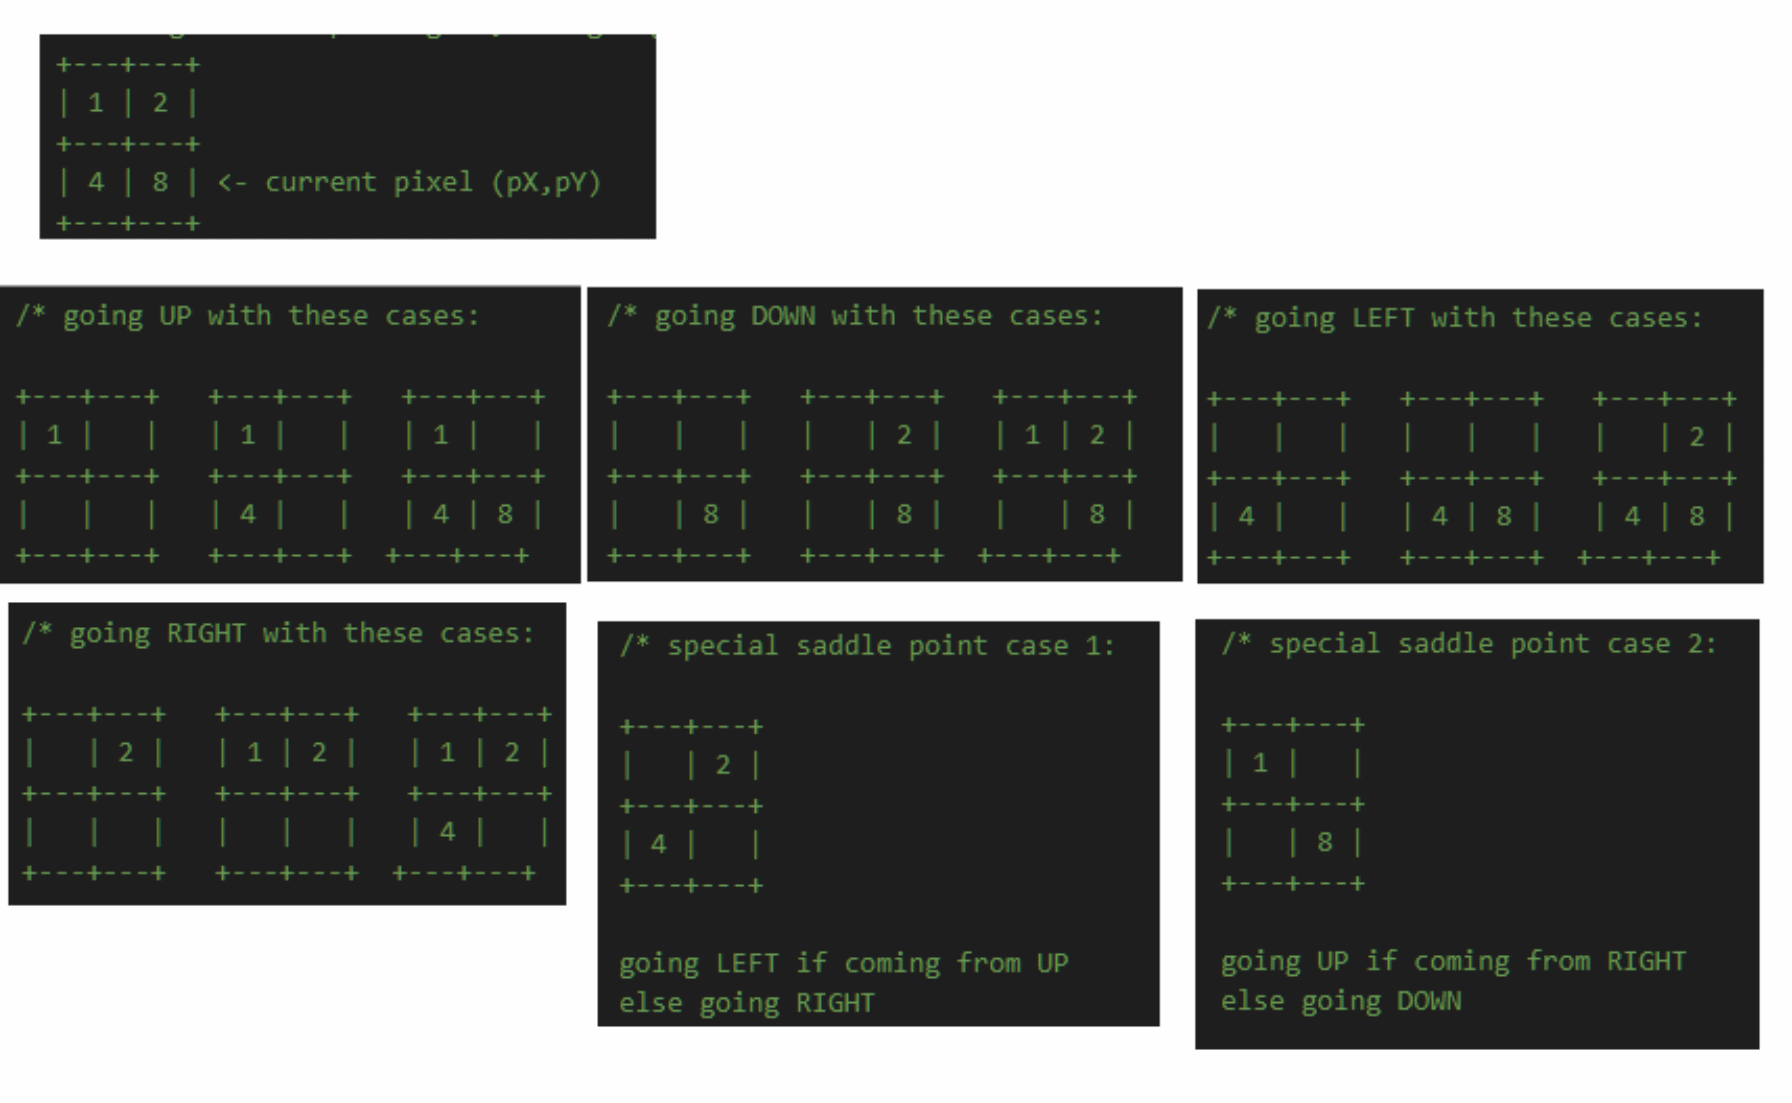 +---+---+
| 1 | 2 |
+---+---+
| 4 | 8 | <- current pixel (pX,pY)
+---+---+
/* going UP with these cases:
+---+---+   +---+---+   +---+---+
| 1 |   |   | 1 |   |   | 1 |   |
+---+---+   +---+---+   +---+---+
|   |   |   | 4 |   |   | 4 | 8 |
+---+---+   +---+---+  +---+---+
/* going DOWN with these cases:
+---+---+   +---+---+   +---+---+
|   |   |   |   | 2 |   | 1 | 2 |
+---+---+   +---+---+   +---+---+
|   | 8 |   |   | 8 |   |   | 8 |
+---+---+   +---+---+  +---+---+
/* going LEFT with these cases:
+---+---+   +---+---+   +---+---+
|   |   |   |   |   |   |   | 2 |
+---+---+   +---+---+   +---+---+
| 4 |   |   | 4 | 8 |   | 4 | 8 |
+---+---+   +---+---+  +---+---+
/* going RIGHT with these cases:
+---+---+   +---+---+   +---+---+
|   | 2 |   | 1 | 2 |   | 1 | 2 |
+---+---+   +---+---+   +---+---+
|   |   |   |   |   |   | 4 |   |
+---+---+   +---+---+  +---+---+
/* special saddle point case 1:
+---+---+
|   | 2 |
+---+---+
| 4 |   |
+---+---+
going LEFT if coming from UP
else going RIGHT
/* special saddle point case 2:
+---+---+
| 1 |   |
+---+---+
|   | 8 |
+---+---+
going UP if coming from RIGHT
else going DOWN